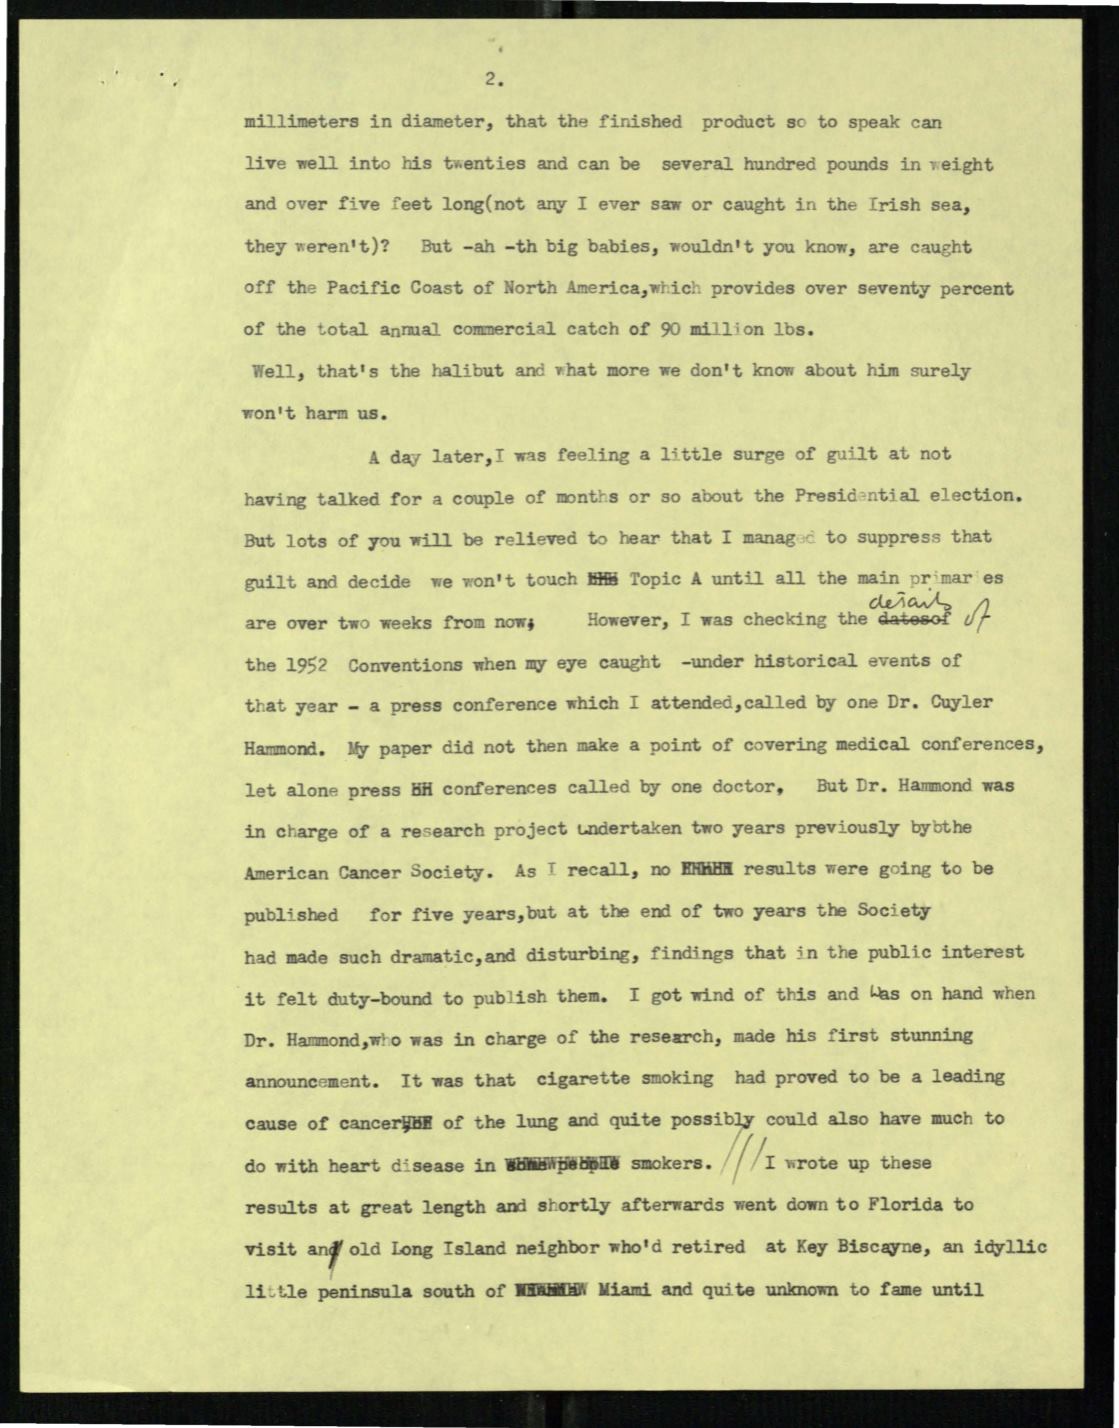 2.
millimeters in diameter, that the finished product so to speak can
live well into his twenties and can be several hundred pounds in weight
and over five feet long(not any I ever saw or caught in the Irish sea,
they weren't)? But -ah -th big babies, wouldn't you know, are caught
off the Pacific Coast of North America,which provides over seventy percent
of the total annual commercial catch of 90 million lbs.
Well, that's the halibut and what more we don't know about him surely
won't harm us.
A day later,I was feeling a little surge of guilt at not
having talked for a couple of months or so about the Presidential election.
But lots of you will be relieved to hear that I managed to suppress that
guilt and decide we won't touch Topic A until all the main primaries
details
are over two weeks from now; However, I was checking the datesof of
the 1952 Conventions when my eye caught -under historical events of
that year - a press conference which I attended,called by one Dr. Cuyler
Hammond. My paper did not then make a point of covering medical conferences,
let alone press conferences called by one doctor. But Dr. Hammond was
in charge of a research project undertaken two years previously bybthe
American Cancer Society. As I recall, no results were going to be
published for five years,but at the end of two years the Society
had made such dramatic,and disturbing, findings that in the public interest
it felt duty-bound to publish them. I got wind of this and was on hand when
Dr. Hammond,who was in charge of the research, made his first stunning
announcement. It was that cigarette smoking had proved to be a leading
cause of cancer of the lung and quite possibly could also have much to
do with heart disease in some people smokers. /// I wrote up these
results at great length and shortly afterwards went down to Florida to
visit an old Long Island neighbor who'd retired at Key Biscayne, an idyllic
little peninsula south of Miami and quite unknown to fame until